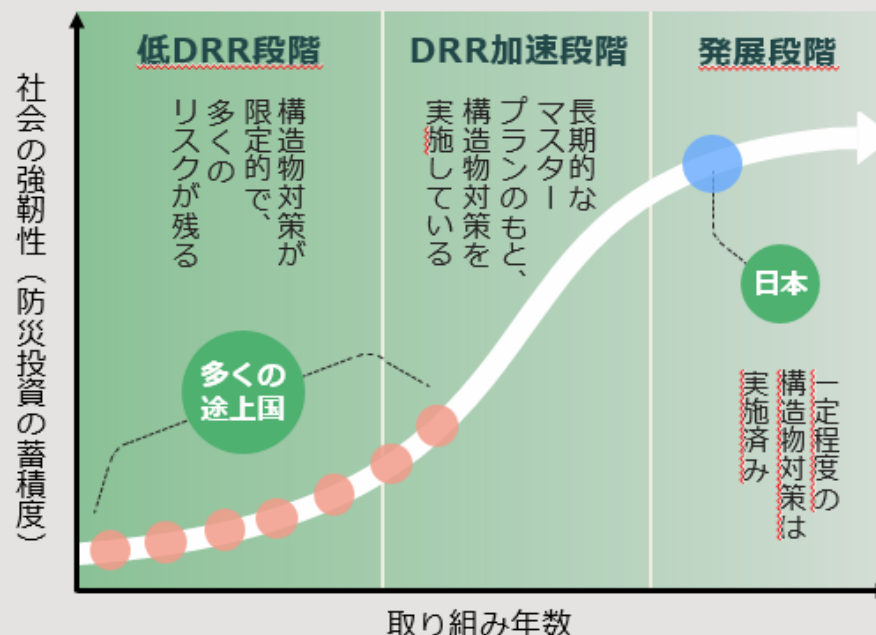 低DRR段階
DRR加速段階
発展段階
社会の強靭性（防災投資の蓄積度）
構造物対策が
限定的で、
多くの
リスクが残る
長期的な
マスター
プランのもと、
構造物対策を
実施している
日本
多くの
途上国
一定程度の
構造物対策は
実施済み
取り組み年数